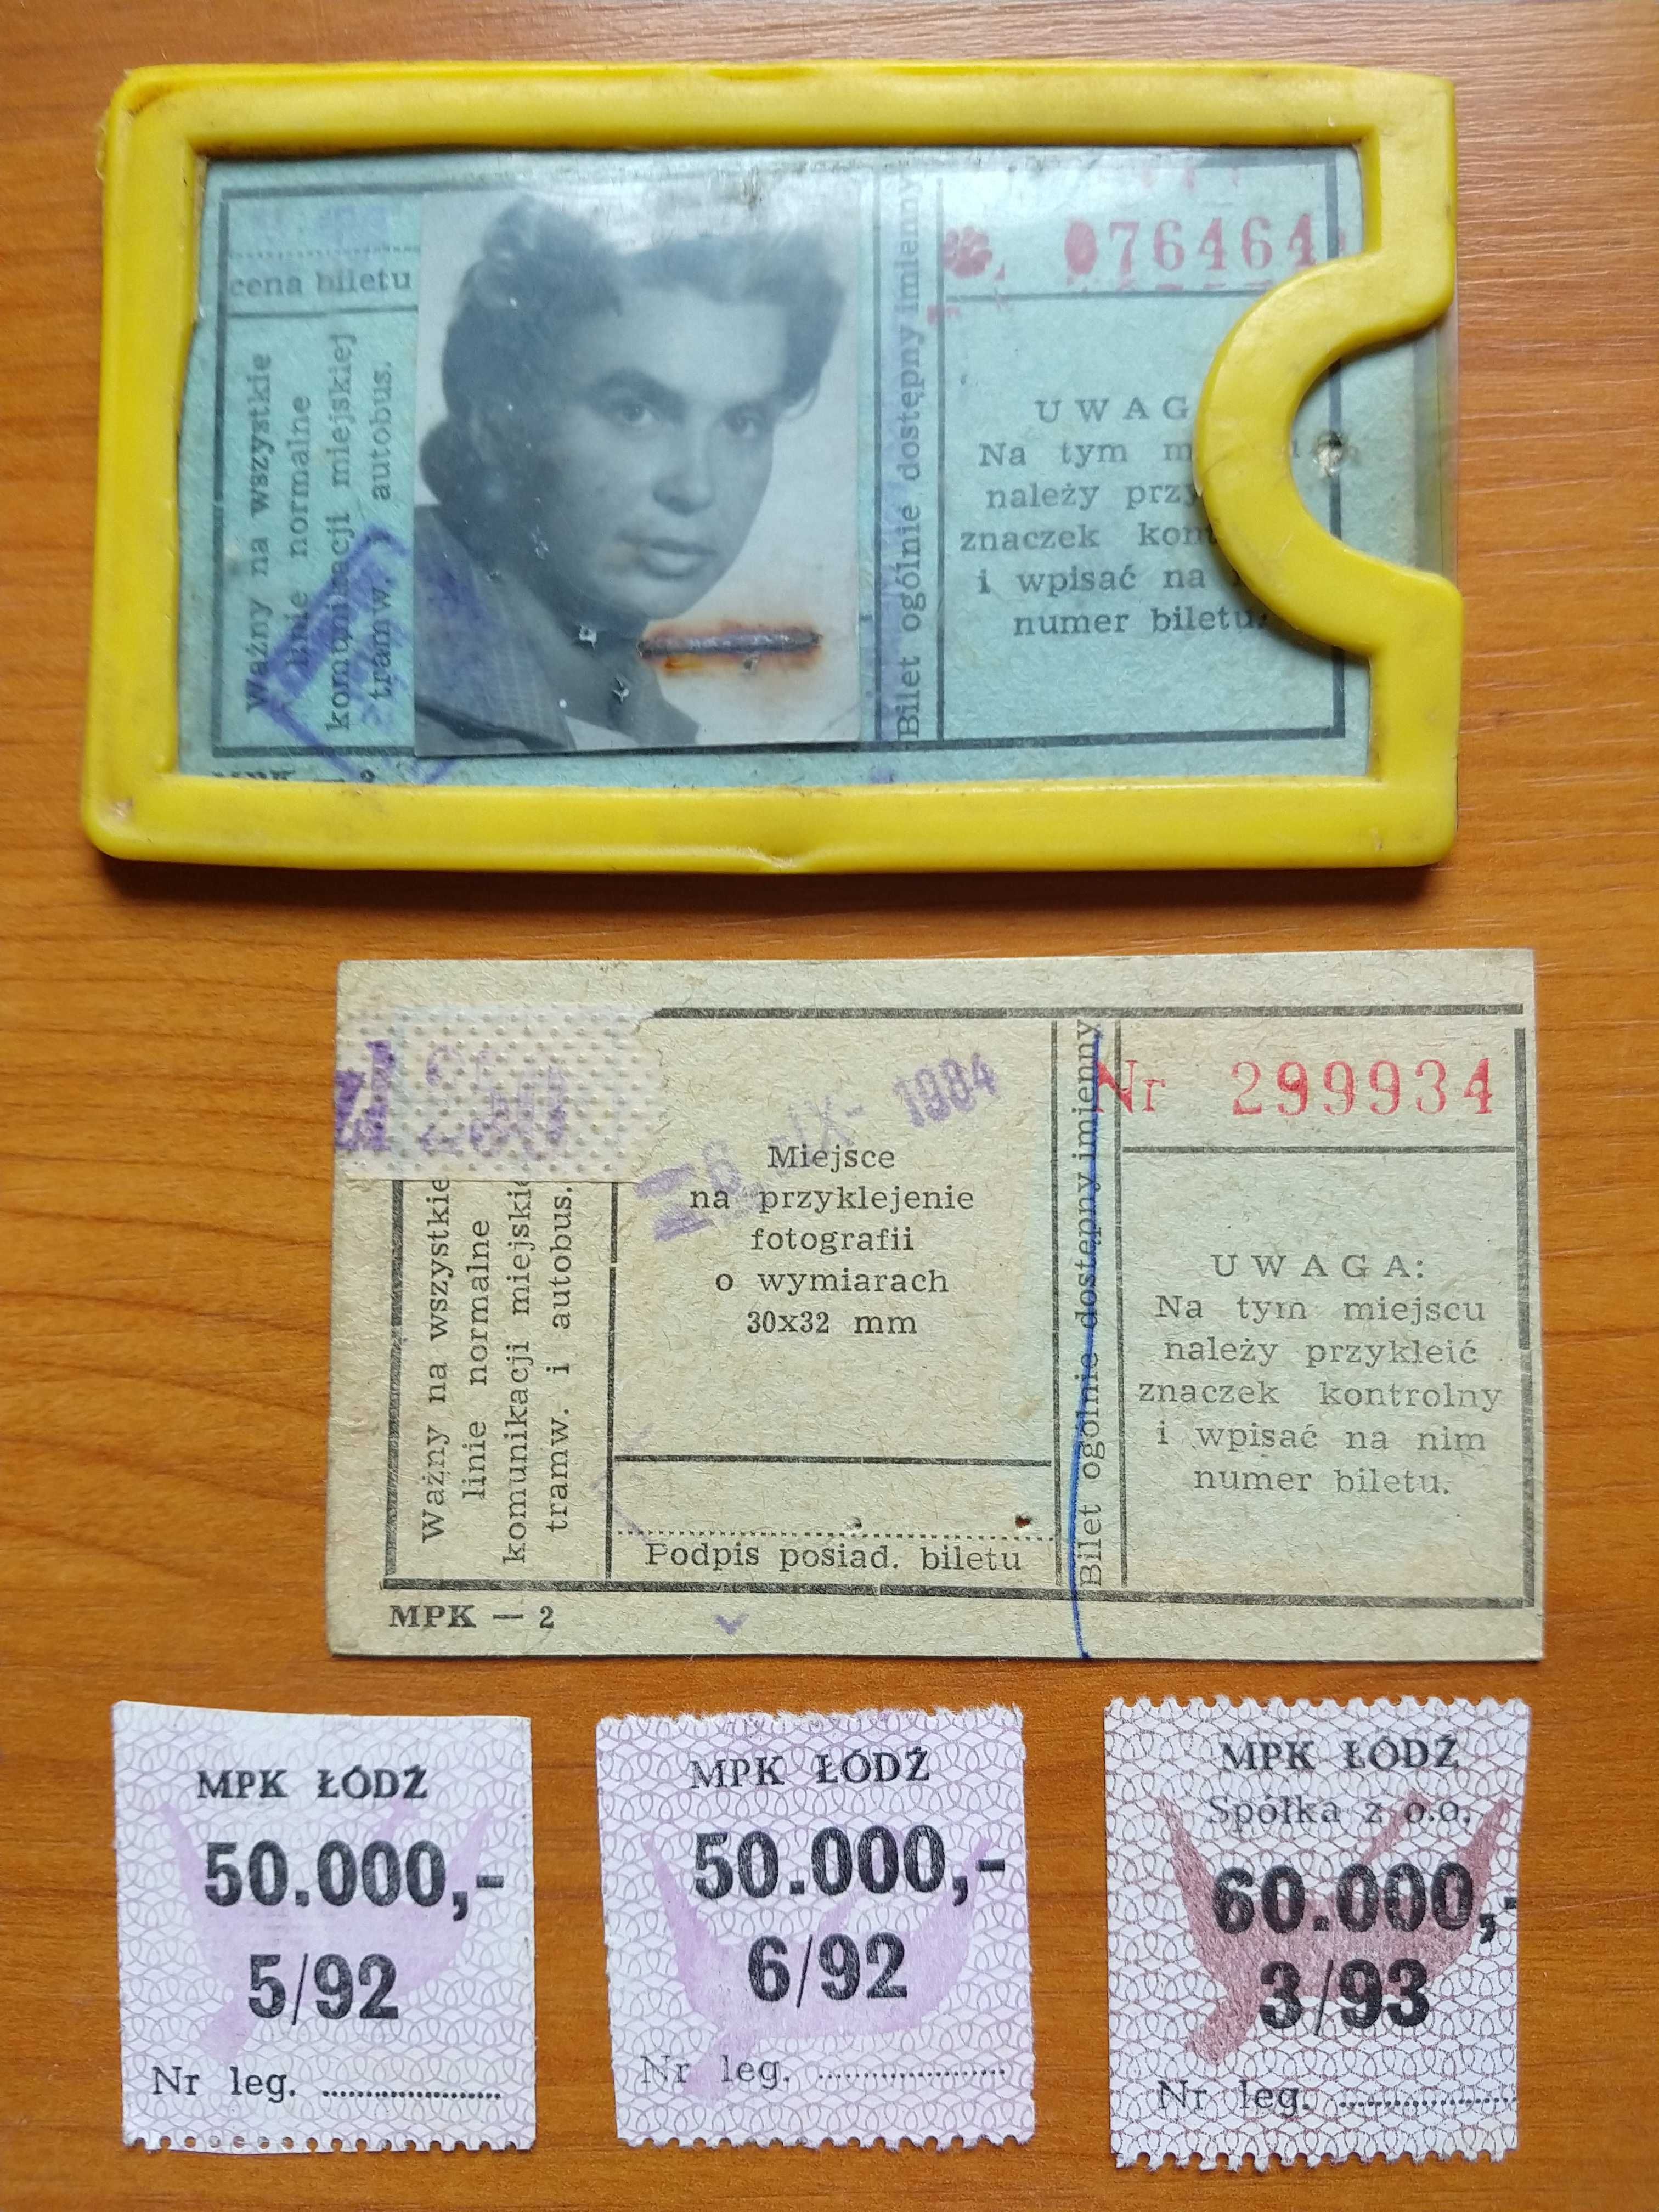 cena biletu
Ważny na wszystkie
linie normalne
komunikacji miejskiej
tramw. i autobus.
Bilet ogólnie dostępny imienny
076464
UWAG
Na tym m
należy przy
znaczek kont
i wpisać na
numer biletu.
Ważny na wszystkie
linie normalne
komunikacji miejskie
tramw. i autobus.
6. IX- 1984
Miejsce
na przyklejenie
fotografii
o wymiarach
30x32 mm
Podpis posiad. biletu
Bilet ogólnie dostępny imienny
Nr 299934
UWAGA:
Na tym miejscu
należy przykleić
znaczek kontrolny
i wpisać na nim
numer biletu.
MPK — 2
MPK ŁÓDŹ
50.000,-
5/92
Nr leg. ..................
MPK ŁÓDŹ
50.000,-
6/92
Nr leg. ..................
MPK ŁÓDŹ
Spółka z o.o.
60.000,-
3/93
Nr leg. ..................